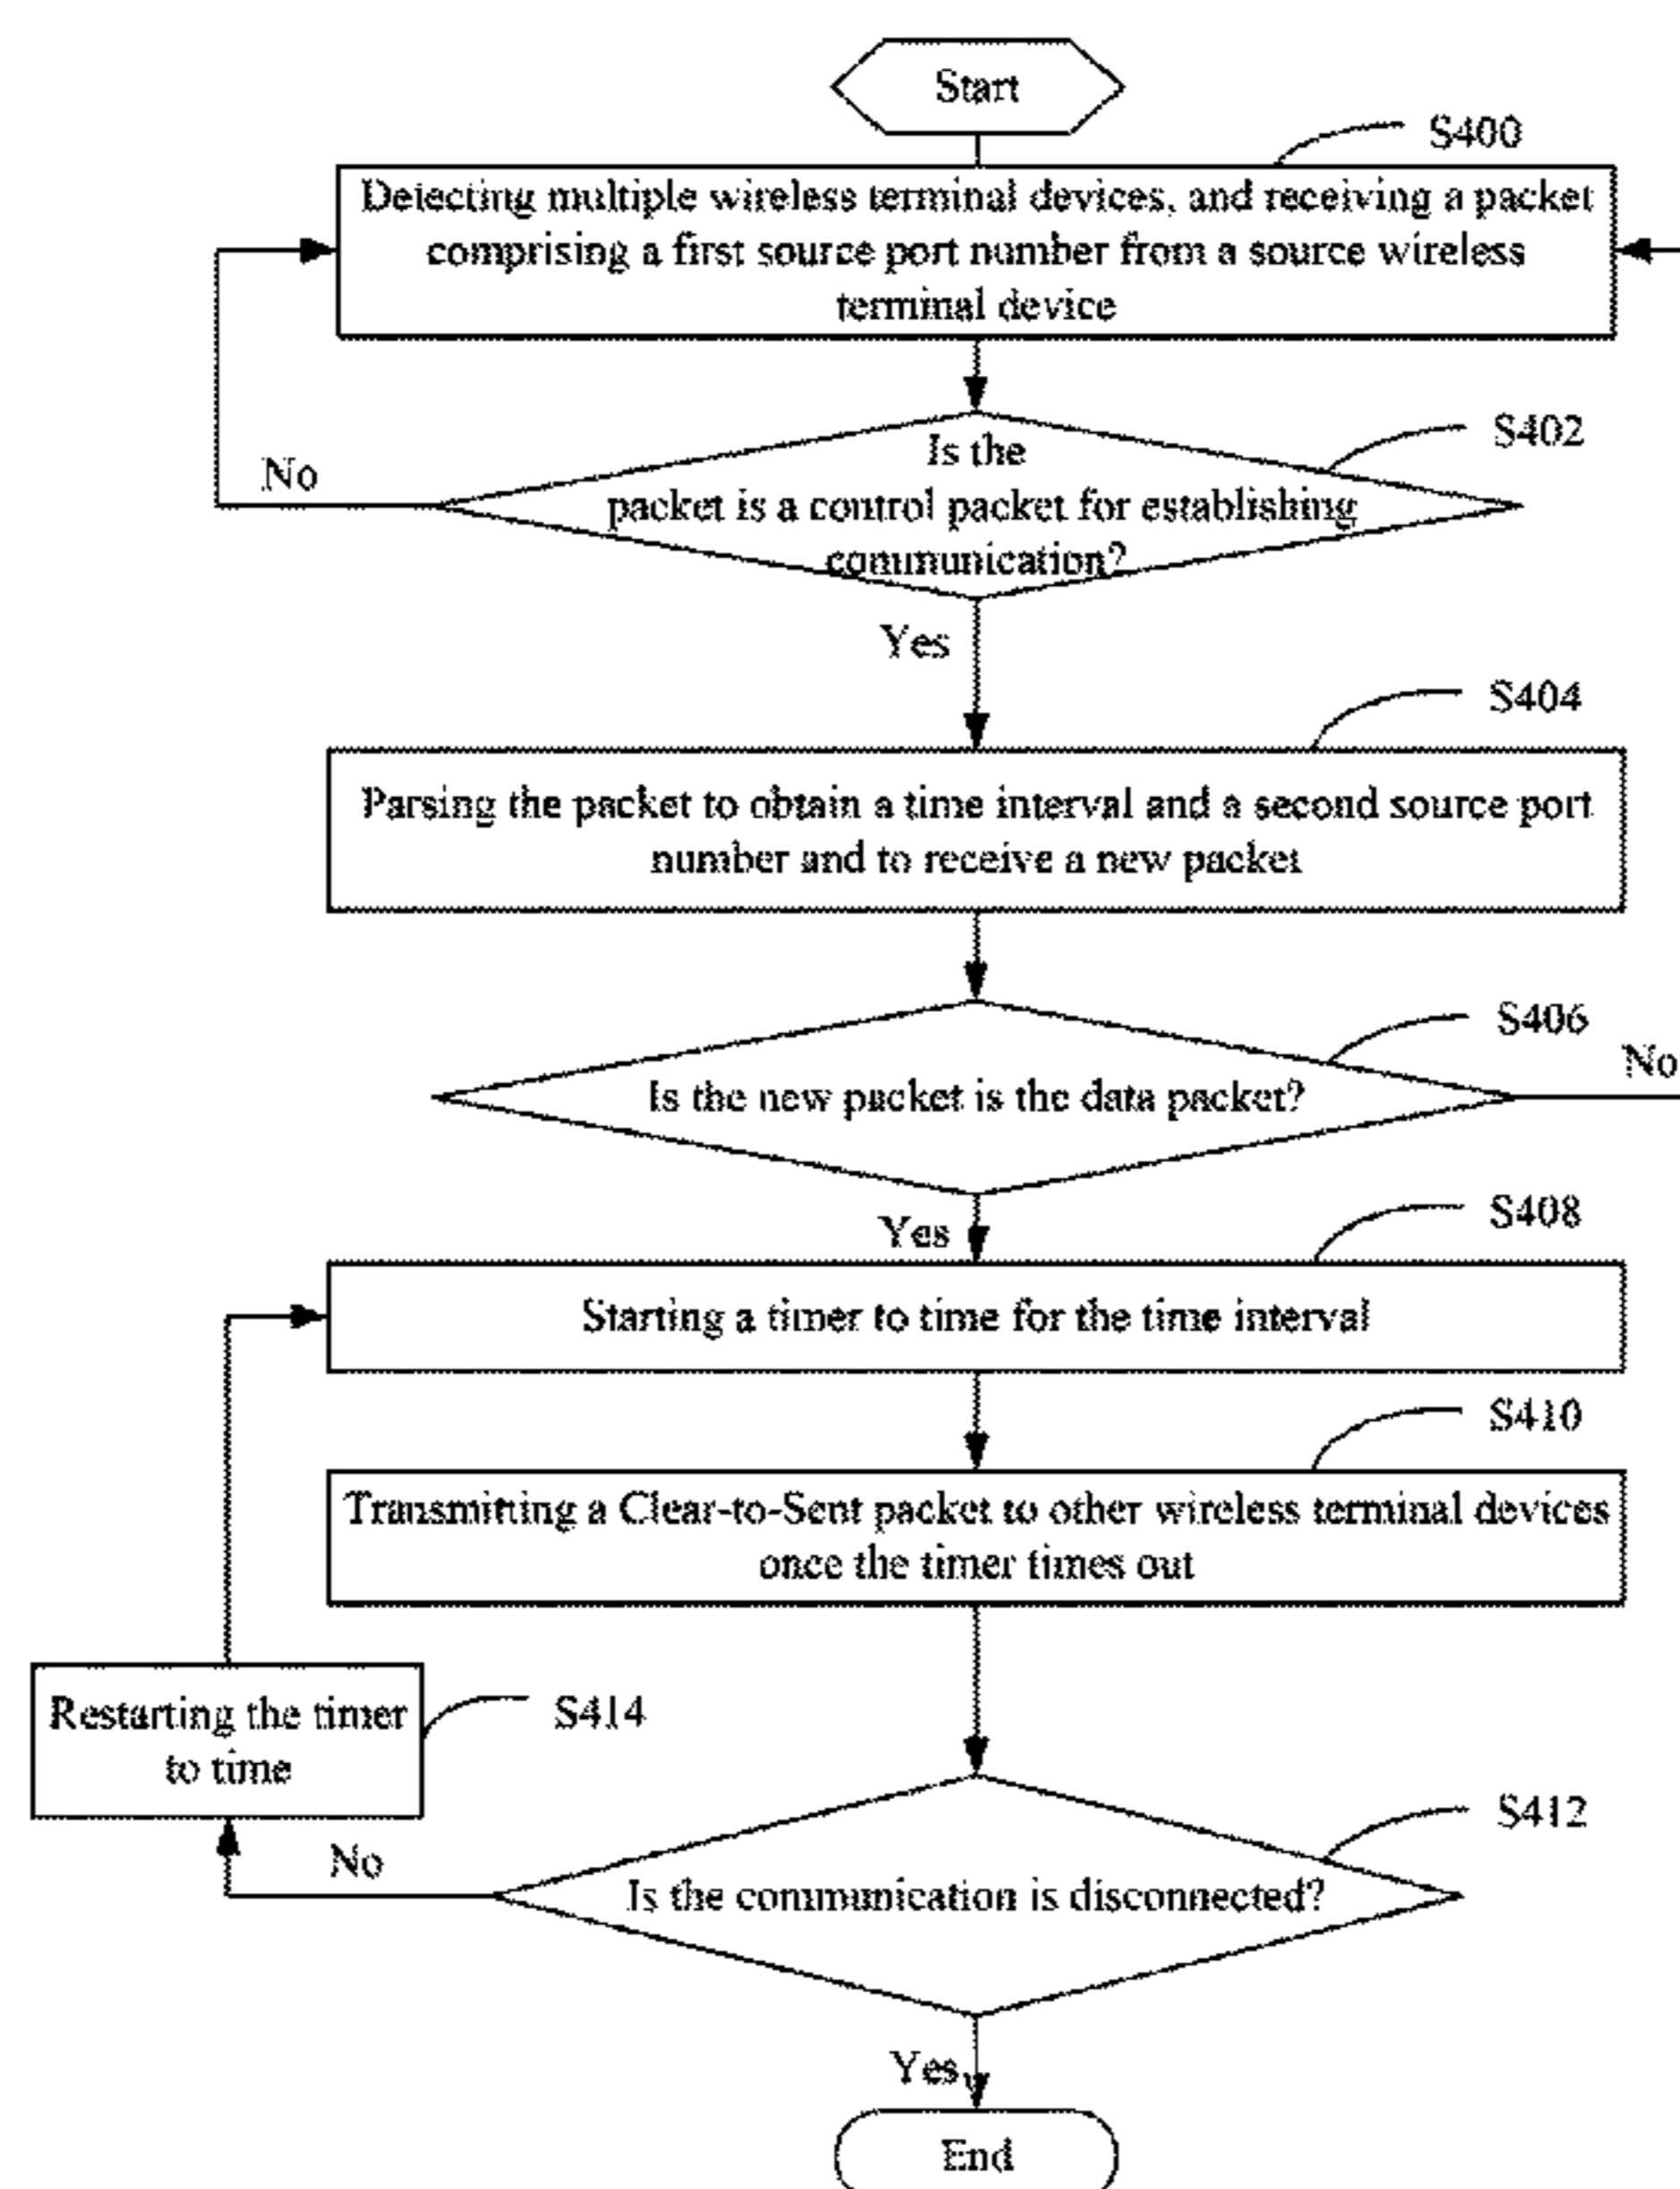 Start
S400
Detecting multiple wireless terminal devices, and receiving a packet
comprising a first source port number from a source wireless
terminal device
S402
Is the
packet is a control packet for establishing
communication?
No
Yes
S404
Parsing the packet to obtain a time interval and a second source port
number and to receive a new packet
S406
No
Is the new packet is the data packet?
Yes
S408
Starting a timer to time for the time interval
S410
Transmitting a Clear-to-Sent packet to other wireless terminal devices
once the timer times out
Restarting the timer
to time
S414
S412
No
Is the communication is disconnected?
Yes
End